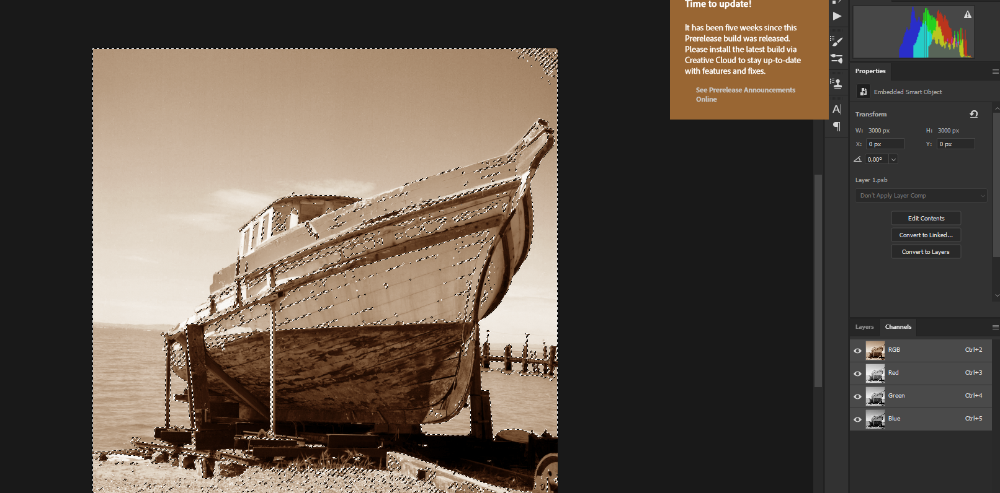 Time to update!
It has been five weeks since this
Prerelease build was released.
Please install the latest build via
Creative Cloud to stay up-to-date
with features and fixes.
See Prerelease Announcements
Online
A|
Properties
Embedded Smart Object
Transform
W: 3000 px H: 3000 px
X: 0 px Y: 0 px
0,00°
Layer 1.psb
Don't Apply Layer Comp
Edit Contents
Convert to Linked...
Convert to Layers
Layers Channels
RGB Ctrl+2
Red Ctrl+3
Green Ctrl+4
Blue Ctrl+5